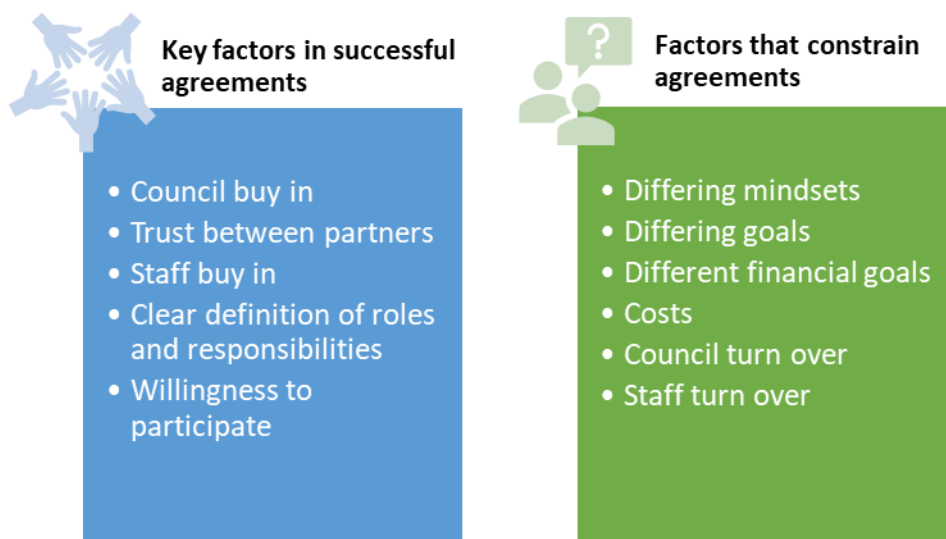 Key factors in successful
agreements
• Council buy in
• Trust between partners
• Staff buy in
• Clear definition of roles
and responsibilities
• Willingness to
participate
?
Factors that constrain
agreements
• Differing mindsets
• Differing goals
• Different financial goals
• Costs
• Council turn over
• Staff turn over